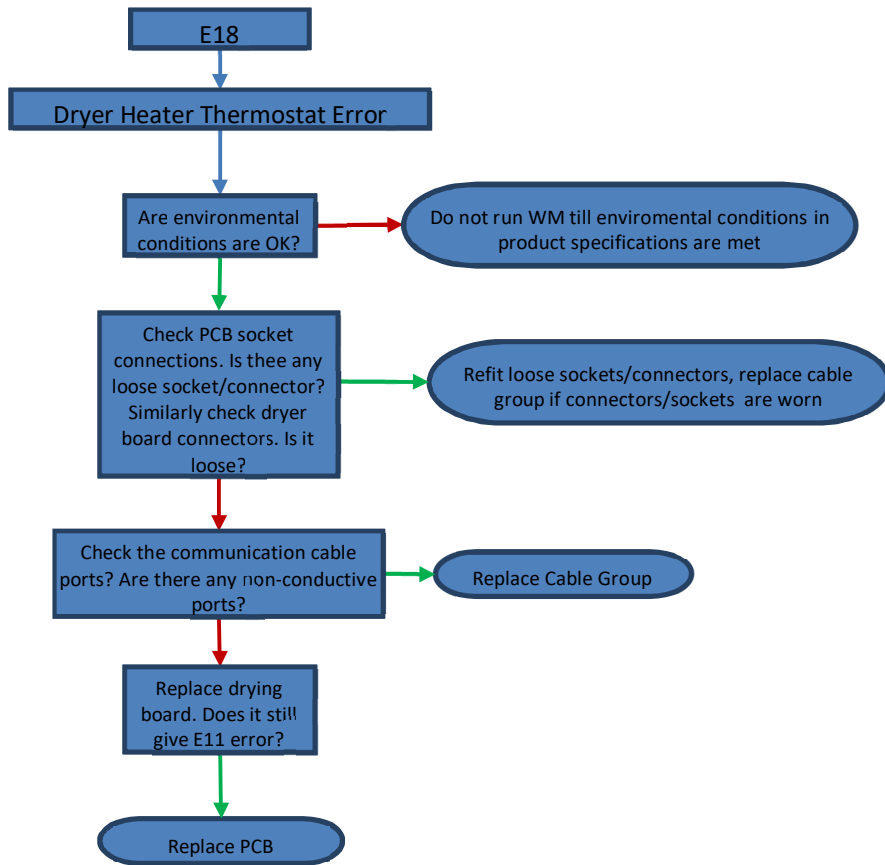 E18
Dryer Heater Thermostat Error
Are environmental
conditions are OK?
Do not run WM till enviromental conditions in
product specifications are met
Check PCB socket
connections. Is thee any
loose socket/connector?
Similarly check dryer
board connectors. Is it
loose?
Refit loose sockets/connectors, replace cable
group if connectors/sockets are worn
Check the communication cable
ports? Are there any non-conductive
ports?
Replace Cable Group
Replace drying
board. Does it still
give E11 error?
Replace PCB